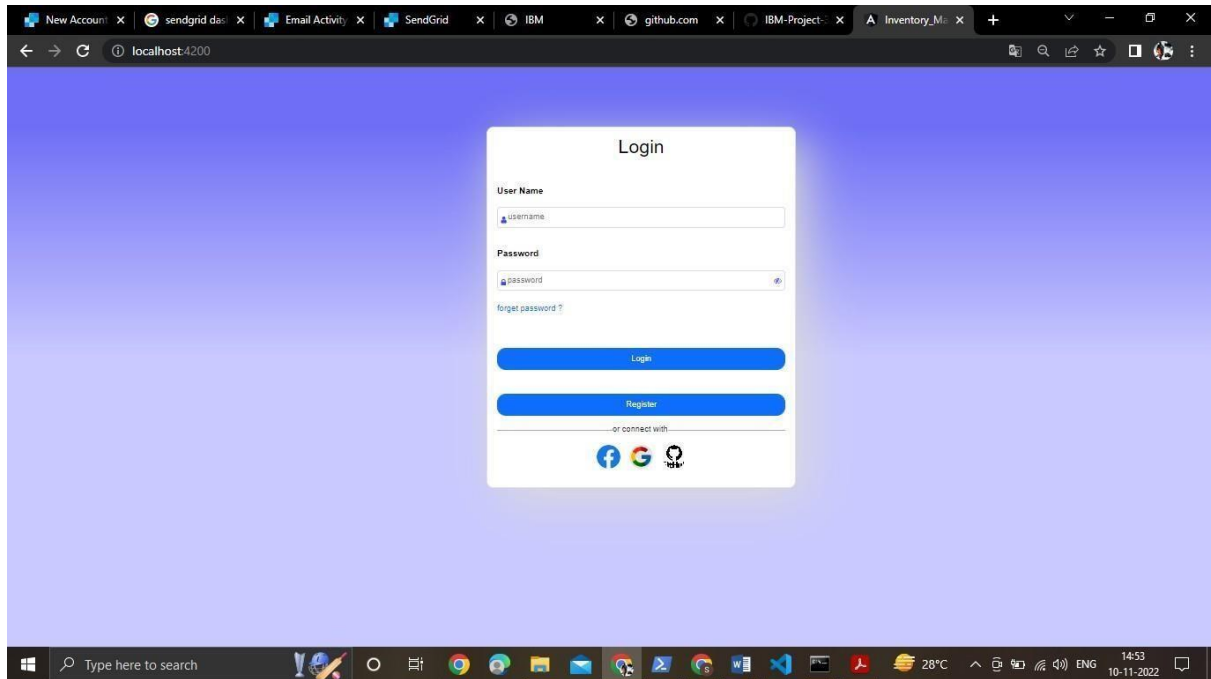 New Account
sendgrid das
Email Activity
SendGrid
IBM
github.com
IBM-Project-
Inventory_Ma
localhost:4200
Login
User Name
username
Password
password
forget password ?
Login
Register
or connect with
Type here to search
28°C
ENG
14:53
10-11-2022